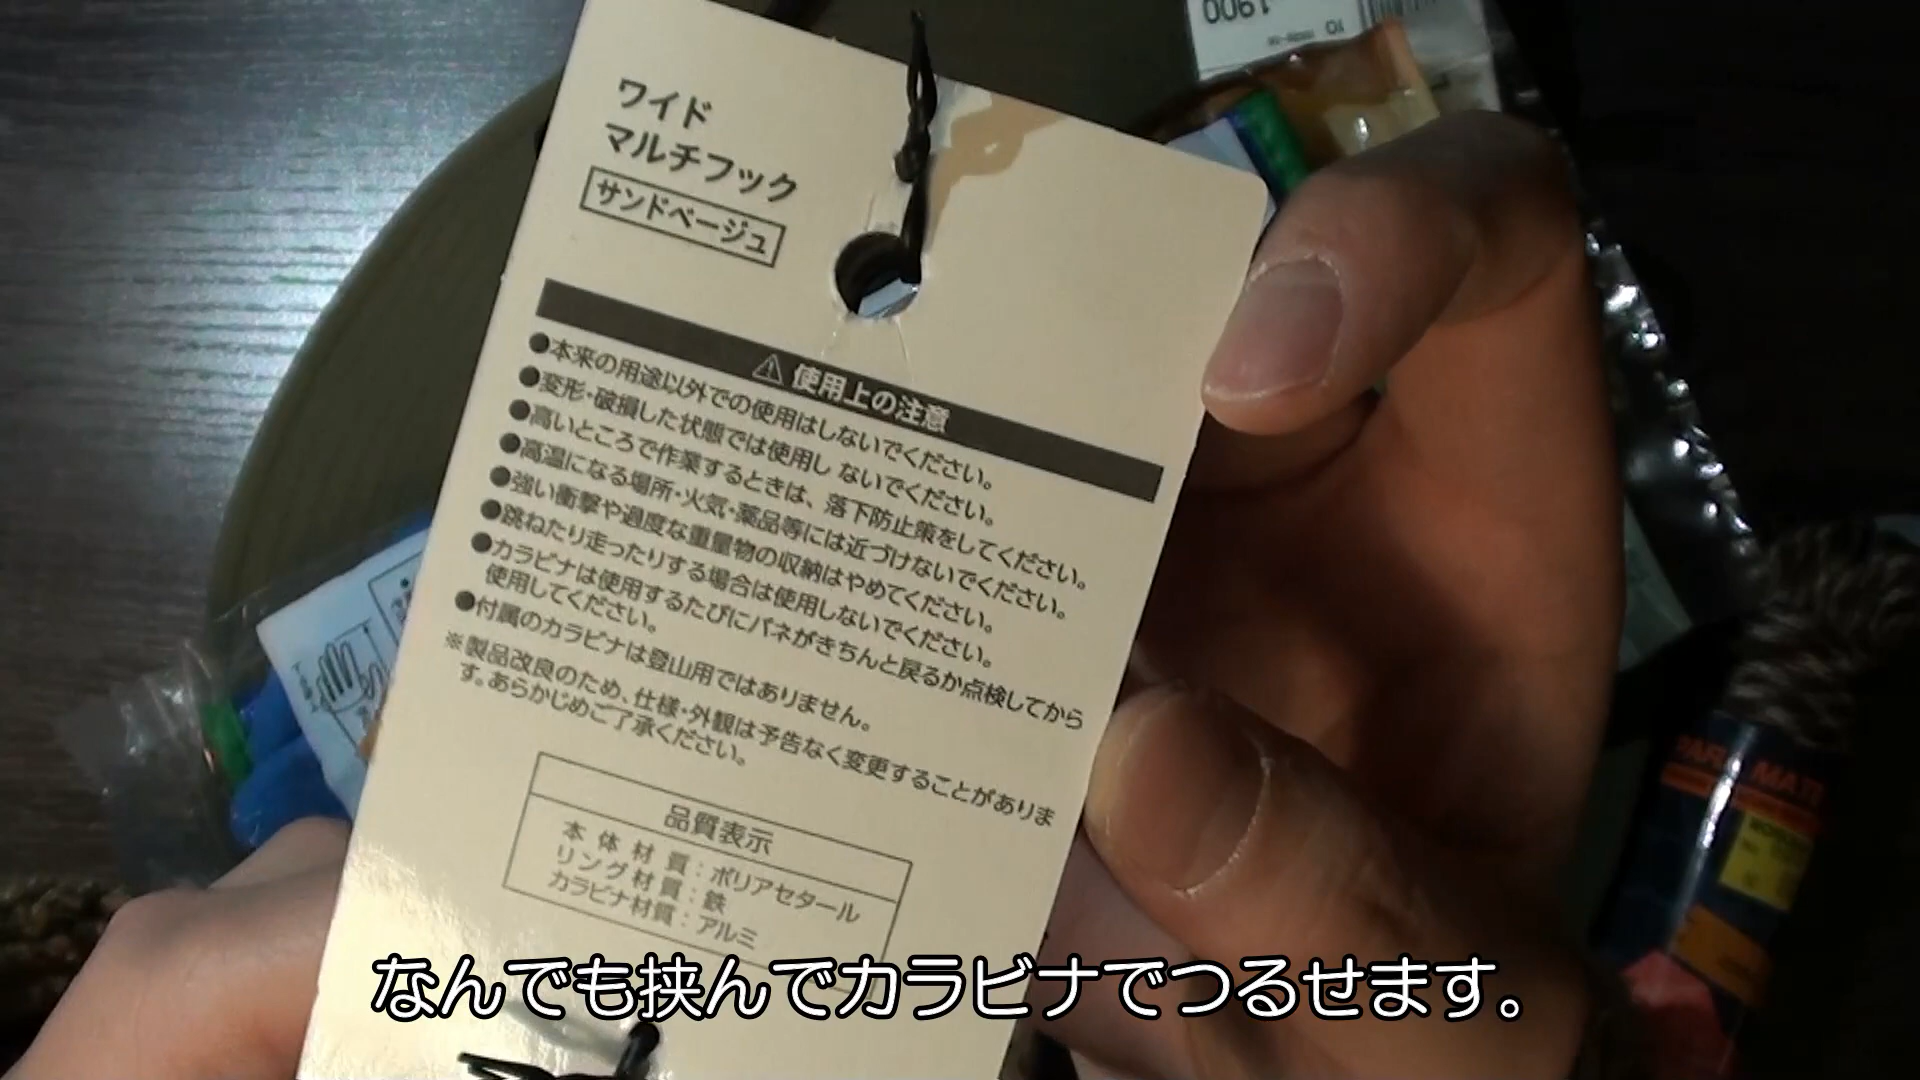 ワイド
マルチフック
サンドベージュ
⚠ 使用上の注意
●本来の用途以外での使用はしないでください。
●変形・破損した状態では使用し ないでください。
●高いところで作業するときは、落下防止策をしてください。
●高温になる場所・火気・薬品等には近づけないでください。
●強い衝撃や過度な重量物の収納はやめてください。
●跳ねたり走ったりする場合は使用しないでください。
●カラビナは使用するたびにバネがきちんと戻るか点検してから
使用してください。
●付属のカラビナは登山用ではありません。
※製品改良のため、仕様・外観は予告なく変更することがありま
す。あらかじめご了承ください。
品質表示
本体材質：ポリアセタール
リング材質：鉄
カラビナ材質：アルミ
なんでも挟んでカラビナでつるせます。